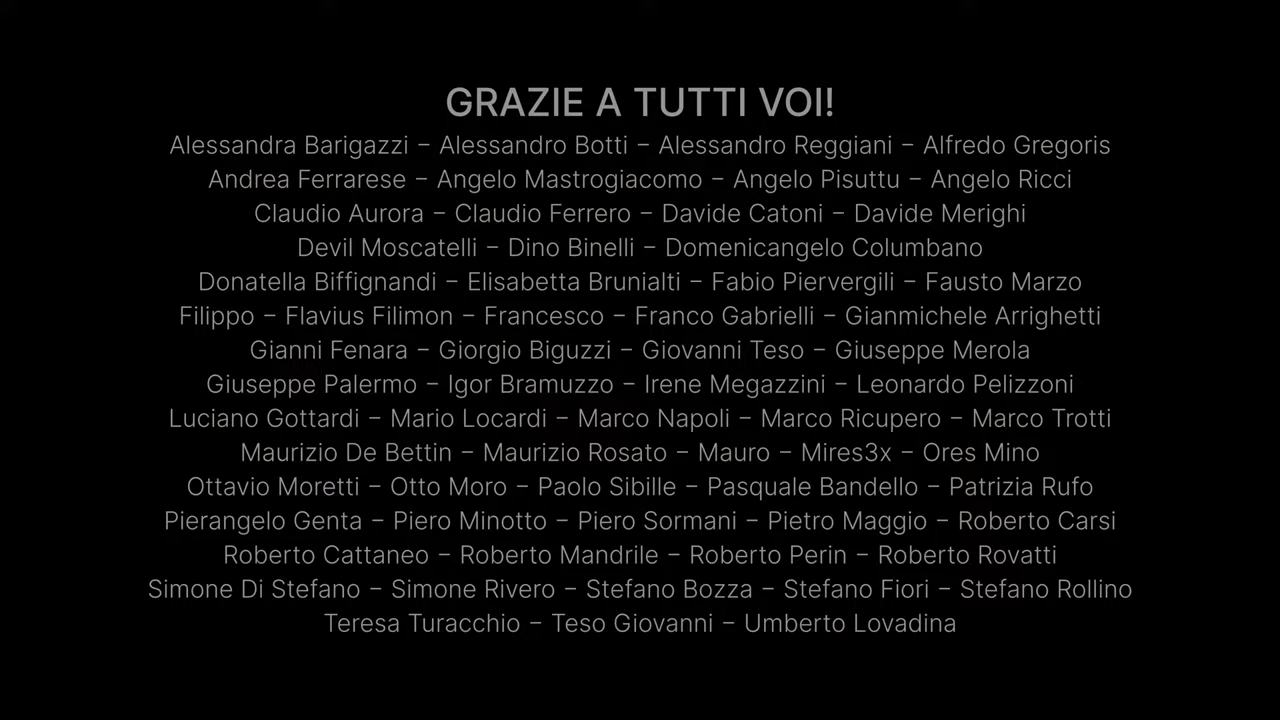 GRAZIE A TUTTI VOI!
Alessandra Barigazzi – Alessandro Botti – Alessandro Reggiani – Alfredo Gregoris
Andrea Ferrarese – Angelo Mastrogiacomo – Angelo Pisuttu – Angelo Ricci
Claudio Aurora – Claudio Ferrero – Davide Catoni – Davide Merighi
Devil Moscatelli – Dino Binelli – Domenicangelo Columbano
Donatella Biffignandi – Elisabetta Brunialti – Fabio Piervergili – Fausto Marzo
Filippo – Flavius Filimon – Francesco – Franco Gabrielli – Gianmichele Arrighetti
Gianni Fenara – Giorgio Biguzzi – Giovanni Teso – Giuseppe Merola
Giuseppe Palermo – Igor Bramuzzo – Irene Megazzini – Leonardo Pelizzoni
Luciano Gottardi – Mario Locardi – Marco Napoli – Marco Ricupero – Marco Trotti
Maurizio De Bettin – Maurizio Rosato – Mauro – Mires3x – Ores Mino
Ottavio Moretti – Otto Moro – Paolo Sibille – Pasquale Bandello – Patrizia Rufo
Pierangelo Genta – Piero Minotto – Piero Sormani – Pietro Maggio – Roberto Carsi
Roberto Cattaneo – Roberto Mandrile – Roberto Perin – Roberto Rovatti
Simone Di Stefano – Simone Rivero – Stefano Bozza – Stefano Fiori – Stefano Rollino
Teresa Turacchio – Teso Giovanni – Umberto Lovadina